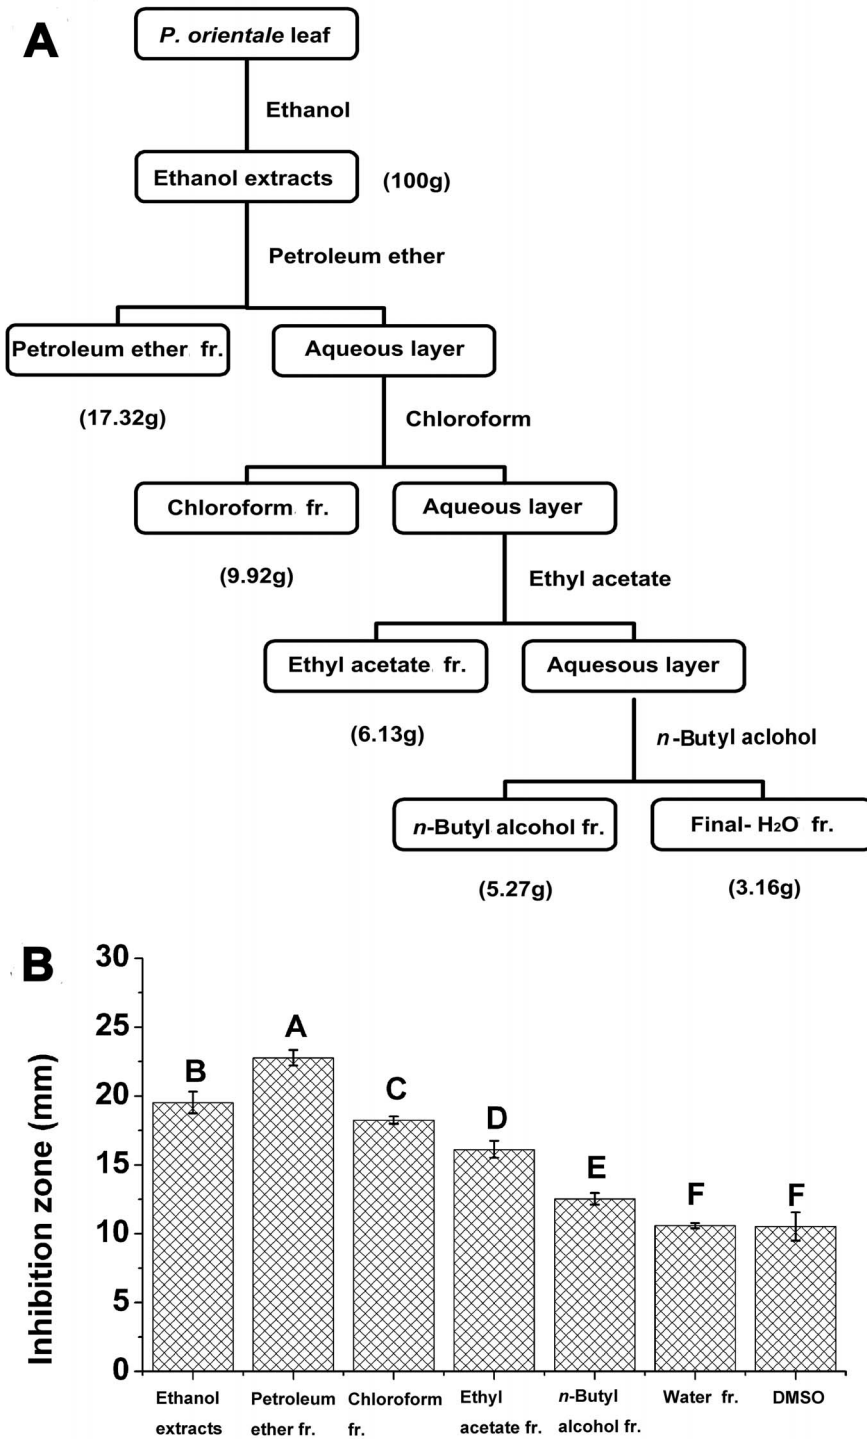 A
P. orientale leaf
Ethanol
Ethanol extracts (100g)
Petroleum ether
Petroleum ether fr. Aqueous layer
(17.32g)
Chloroform
Chloroform fr. Aqueous layer
(9.92g)
Ethyl acetate
Ethyl acetate fr. Aquesous layer
(6.13g)
n-Butyl aclohol
n-Butyl alcohol fr. Final- H₂O fr.
(5.27g) (3.16g)
B
Inhibition zone (mm)
30
25
20
15
10
5
0
B
A
C
D
E
F
F
Ethanol
extracts
Petroleum
ether fr.
Chloroform
fr.
Ethyl
acetate fr.
n-Butyl
alcohol fr.
Water fr.
DMSO